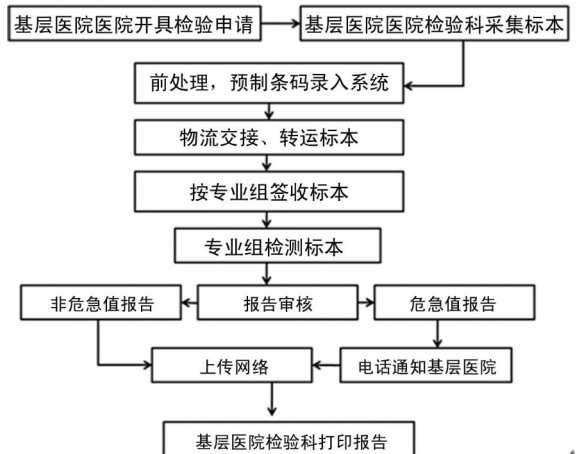 基层医院医院开具检验申请
基层医院医院检验科采集标本
前处理，预制条码录入系统
物流交接、转运标本
按专业组签收标本
专业组检测标本
非危急值报告
报告审核
危急值报告
上传网络
电话通知基层医院
基层医院检验科打印报告